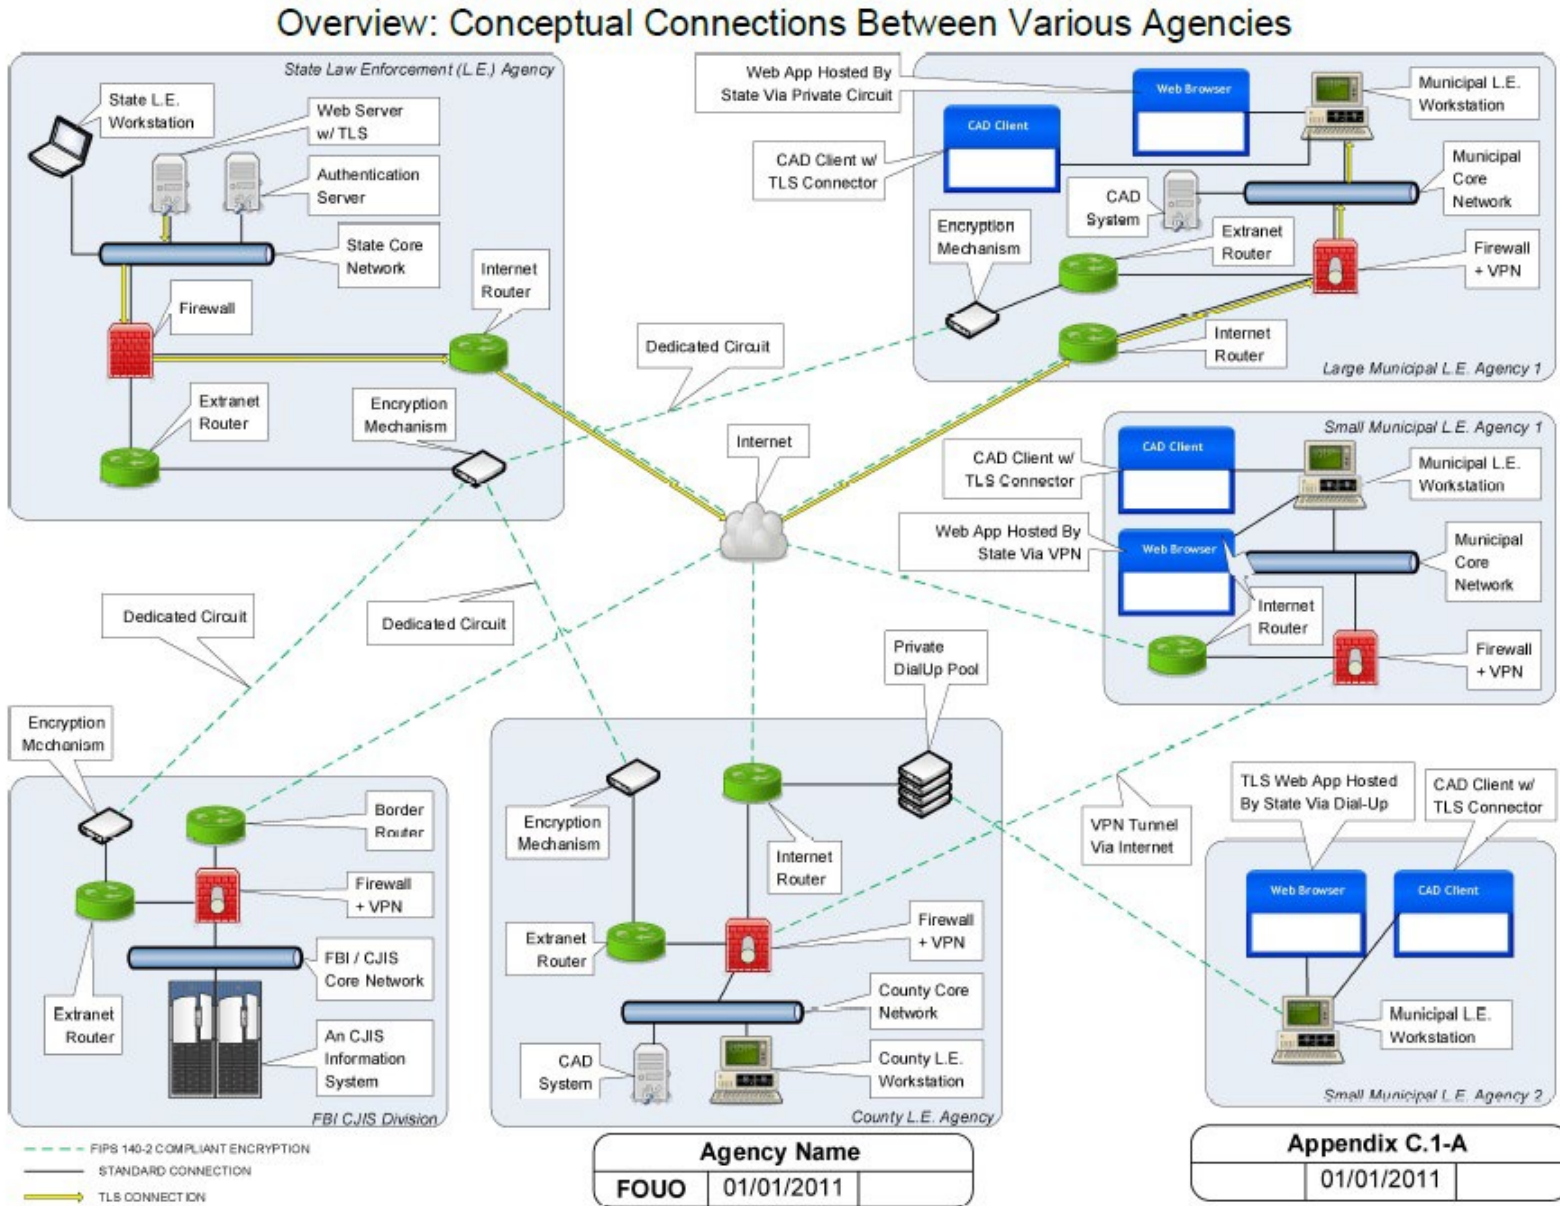 Overview: Conceptual Connections Between Various Agencies
State Law Enforcement (L.E.) Agency
State L.E.
Workstation
Web Server
w/ TLS
Authentication
Server
State Core
Network
Firewall
Internet
Router
Extranet
Router
Encryption
Mechanism
Dedicated Circuit
Internet
Web App Hosted By
State Via Private Circuit
Web Browser
Municipal L.E.
Workstation
CAD Client
CAD Client w/
TLS Connector
Municipal
Core
Network
CAD
System
Encryption
Mechanism
Extranet
Router
Firewall
+ VPN
Internet
Router
Large Municipal L.E. Agency 1
Small Municipal L.E. Agency 1
CAD Client
CAD Client w/
TLS Connector
Municipal L.E.
Workstation
Web App Hosted By
State Via VPN
Web Browser
Municipal
Core
Network
Internet
Router
Firewall
+ VPN
Dedicated Circuit
Dedicated Circuit
Private
DialUp Pool
Encryption
Mechanism
Border
Router
Firewall
+ VPN
FBI / CJIS
Core Network
Extranet
Router
An CJIS
Information
System
FBI CJIS Division
Encryption
Mechanism
Internet
Router
Extranet
Router
Firewall
+ VPN
County Core
Network
CAD
System
County L.E.
Workstation
County L.E. Agency
VPN Tunnel
Via Internet
TLS Web App Hosted
By State Via Dial-Up
CAD Client w/
TLS Connector
Web Browser
CAD Client
Municipal L.E.
Workstation
Small Municipal L.E. Agency 2
FIPS 140-2 COMPLIANT ENCRYPTION
STANDARD CONNECTION
TLS CONNECTION
Agency Name
FOUO 01/01/2011
Appendix C.1-A
01/01/2011